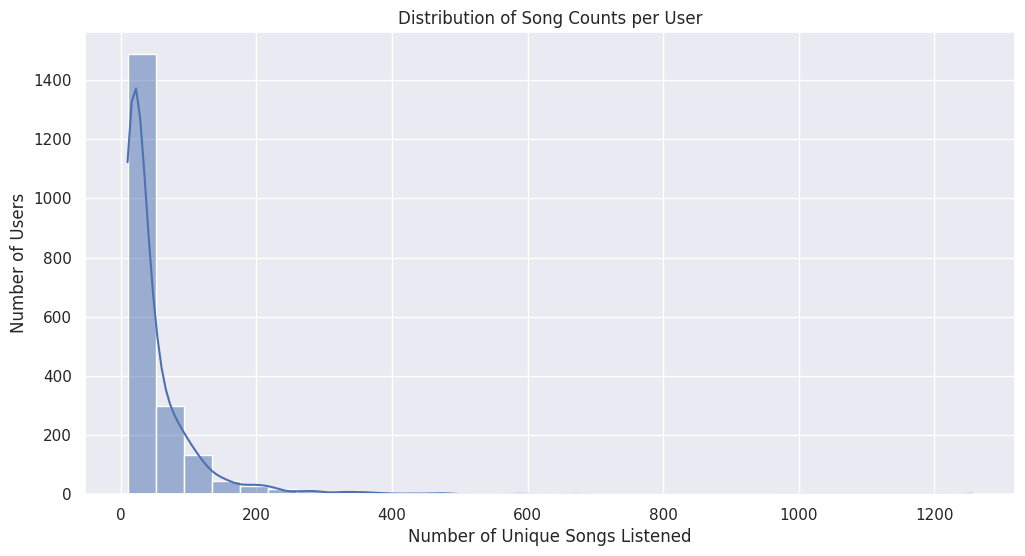 Distribution of Song Counts per User
Number of Users
1400
1200
1000
800
600
400
200
0
0 200 400 600 800 1000 1200
Number of Unique Songs Listened